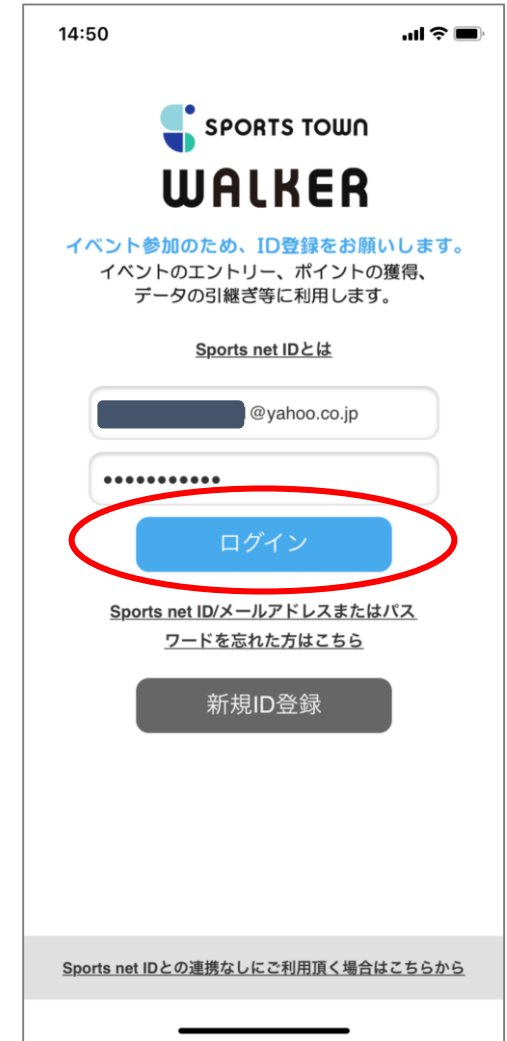 14:50
SPORTS TOWN
WALKER
イベント参加のため、ID登録をお願いします。
イベントのエントリー、ポイントの獲得、
データの引継ぎ等に利用します。
Sports net IDとは
@yahoo.co.jp
●●●●●●●●●●●
ログイン
Sports net ID/メールアドレスまたはパス
ワードを忘れた方はこちら
新規ID登録
Sports net IDとの連携なしにご利用頂く場合はこちらから